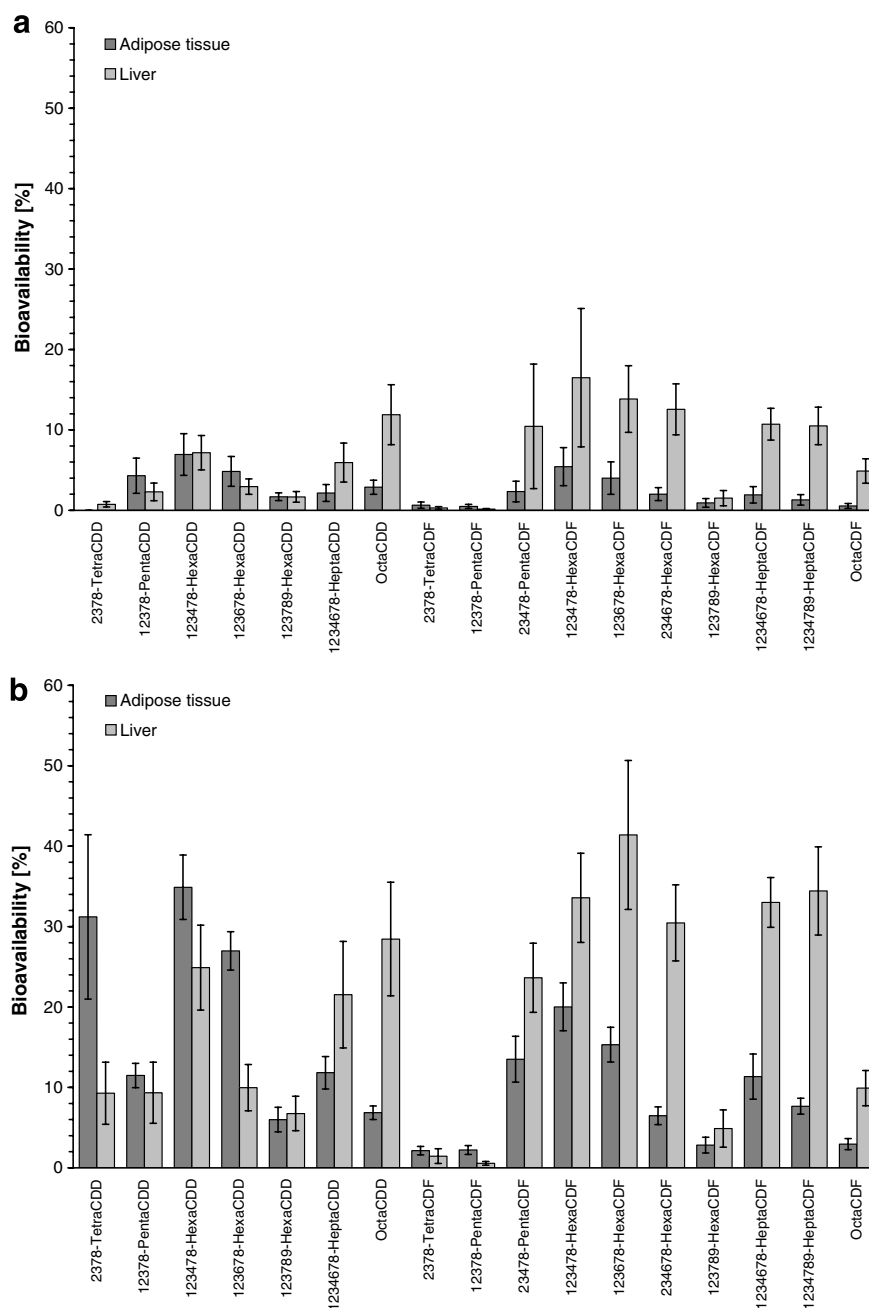 a
60
50
40
30
20
10
0
Bioavailability [%]
Adipose tissue
Liver
2378-TetraCDD
12378-PentaCDD
123478-HexaCDD
123678-HexaCDD
123789-HexaCDD
1234678-HeptaCDD
OctaCDD
2378-TetraCDF
12378-PentaCDF
23478-PentaCDF
123478-HexaCDF
123678-HexaCDF
234678-HexaCDF
123789-HexaCDF
1234678-HeptaCDF
1234789-HeptaCDF
OctaCDF
b
60
50
40
30
20
10
0
Bioavailability [%]
Adipose tissue
Liver
2378-TetraCDD
12378-PentaCDD
123478-HexaCDD
123678-HexaCDD
123789-HexaCDD
1234678-HeptaCDD
OctaCDD
2378-TetraCDF
12378-PentaCDF
23478-PentaCDF
123478-HexaCDF
123678-HexaCDF
234678-HexaCDF
123789-HexaCDF
1234678-HeptaCDF
1234789-HeptaCDF
OctaCDF